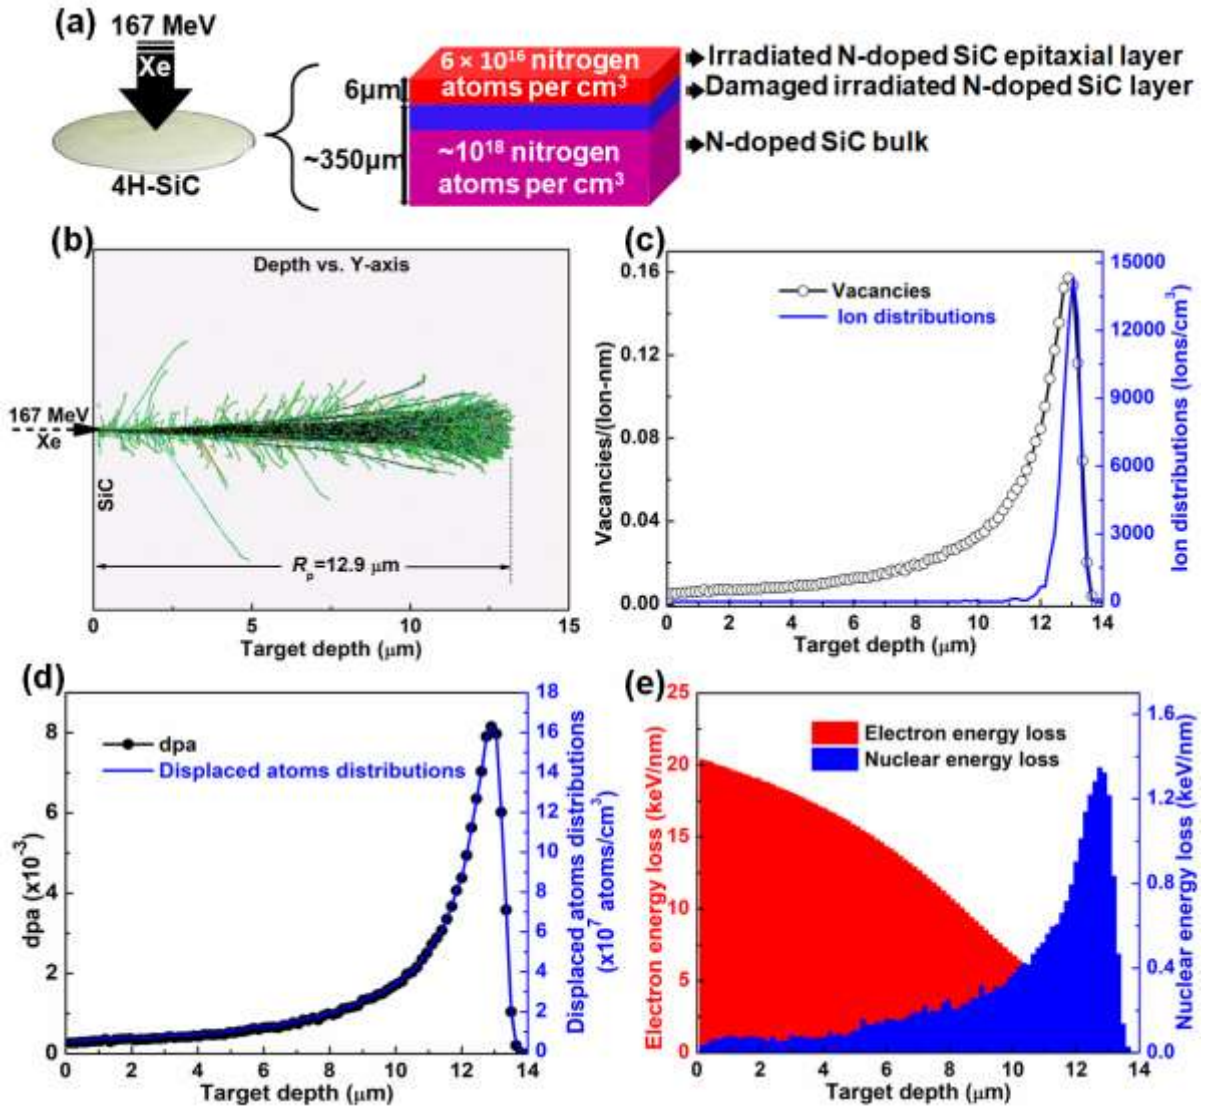 (a)
167 MeV
Xe
4H-SiC
6μm
~350μm
6 × 10¹⁶ nitrogen
atoms per cm³
~10¹⁸ nitrogen
atoms per cm³
Irradiated N-doped SiC epitaxial layer
Damaged irradiated N-doped SiC layer
N-doped SiC bulk
(b)
Depth vs. Y-axis
167 MeV
Xe
SiC
Rₚ=12.9 μm
0 5 10 15
Target depth (μm)
(c)
Vacancies
Ion distributions
Vacancies/(Ion-nm)
0.16
0.12
0.08
0.04
0.00
15000
12000
9000
6000
3000
0
Ion distributions (Ions/cm³)
0 2 4 6 8 10 12 14
Target depth (μm)
(d)
dpa
Displaced atoms distributions
dpa (x10⁻³)
8
6
4
2
0
18
16
14
12
10
8
6
4
2
0
Displaced atoms distributions
(x10⁷ atoms/cm³)
0 2 4 6 8 10 12 14
Target depth (μm)
(e)
Electron energy loss
Nuclear energy loss
Electron energy loss (keV/nm)
25
20
15
10
5
0
1.6
1.2
0.8
0.4
0.0
Nuclear energy loss (keV/nm)
0 2 4 6 8 10 12 14
Target depth (μm)